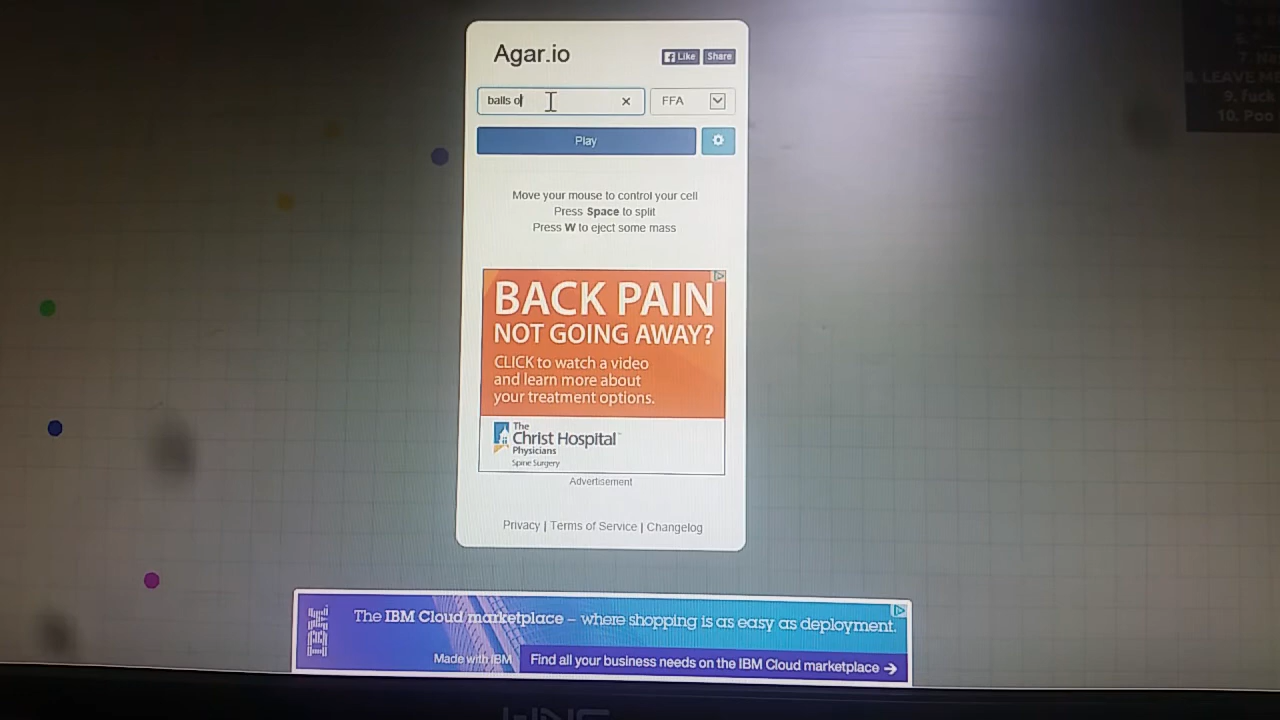 Agar.io
Like
Share
balls o
FFA
Play
Move your mouse to control your cell
Press Space to split
Press W to eject some mass
BACK PAIN
NOT GOING AWAY?
CLICK to watch a video
and learn more about
your treatment options.
The
Christ Hospital™
Physicians
Spine Surgery
Advertisement
Privacy | Terms of Service | Changelog
8. LEAVE M
9. fuck
10. Poo
IBM
The IBM Cloud marketplace – where shopping is as easy as deployment.
Made with IBM
Find all your business needs on the IBM Cloud marketplace →